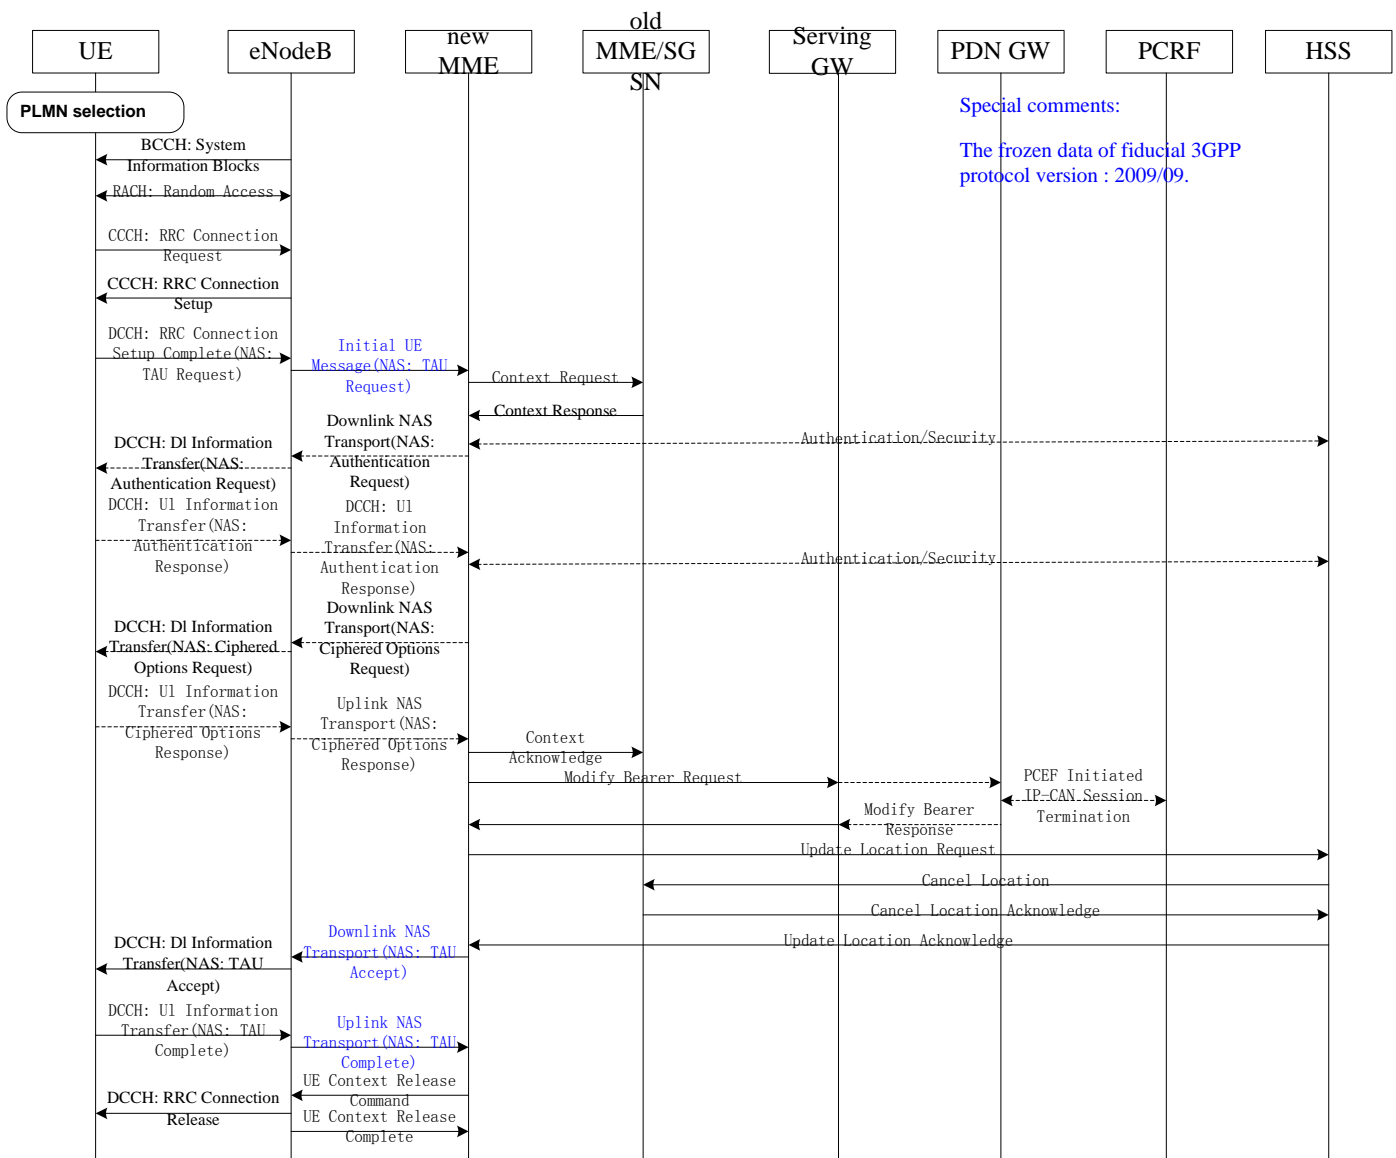 UE
eNodeB
new
MME
old
MME/SG
SN
Serving
GW
PDN GW
PCRF
HSS
PLMN selection
Special comments:
The frozen data of fiducial 3GPP
protocol version : 2009/09.
BCCH: System
Information Blocks
RACH: Random Access
CCCH: RRC Connection
Request
CCCH: RRC Connection
Setup
DCCH: RRC Connection
Setup Complete(NAS:
TAU Request)
Initial UE
Message(NAS: TAU
Request)
Context Request
Context Response
Authentication/Security
Downlink NAS
Transport(NAS:
Authentication
Request)
DCCH: Dl Information
Transfer(NAS:
Authentication Request)
DCCH: Ul Information
Transfer(NAS:
Authentication
Response)
DCCH: Ul
Information
Transfer(NAS:
Authentication
Response)
Authentication/Security
Downlink NAS
Transport(NAS:
Ciphered Options
Request)
DCCH: Dl Information
Transfer(NAS: Ciphered
Options Request)
DCCH: Ul Information
Transfer(NAS:
Ciphered Options
Response)
Uplink NAS
Transport(NAS:
Ciphered Options
Response)
Context
Acknowledge
Modify Bearer Request
PCEF Initiated
IP-CAN Session
Termination
Modify Bearer
Response
Update Location Request
Cancel Location
Cancel Location Acknowledge
Update Location Acknowledge
Downlink NAS
Transport(NAS: TAU
Accept)
DCCH: Dl Information
Transfer(NAS: TAU
Accept)
DCCH: Ul Information
Transfer(NAS: TAU
Complete)
Uplink NAS
Transport(NAS: TAU
Complete)
UE Context Release
Command
DCCH: RRC Connection
Release
UE Context Release
Complete